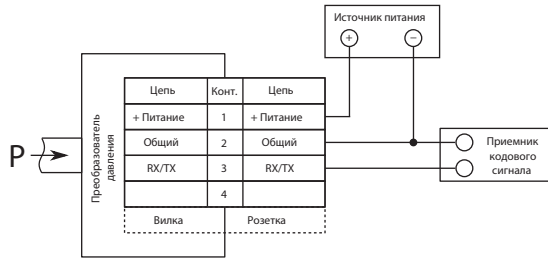 Источник питания
+ −
Цепь Конт. Цепь
+ Питание 1 + Питание
Общий 2 Общий
RX/TX 3 RX/TX
4
Вилка Розетка
P
Преобразователь
давления
Приемник
кодового
сигнала